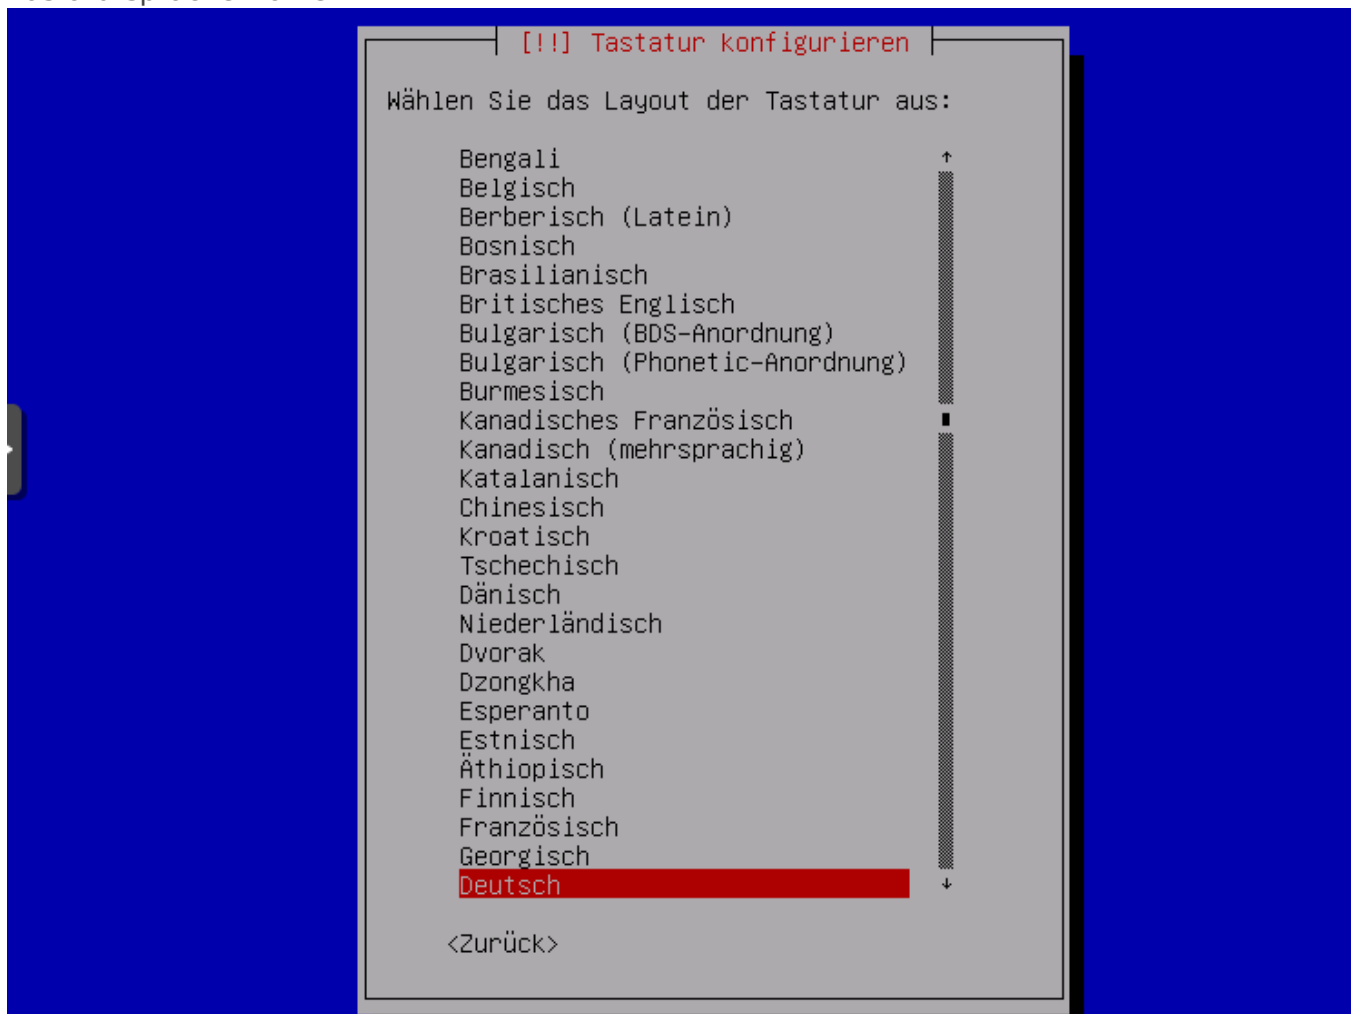 [!!] Tastatur konfigurieren
Wählen Sie das Layout der Tastatur aus:
Bengali
Belgisch
Berberisch (Latein)
Bosnisch
Brasilianisch
Britisches Englisch
Bulgarisch (BDS-Anordnung)
Bulgarisch (Phonetic-Anordnung)
Burmesisch
Kanadisches Französisch
Kanadisch (mehrsprachig)
Katalanisch
Chinesisch
Kroatisch
Tschechisch
Dänisch
Niederländisch
Dvorak
Dzongkha
Esperanto
Estnisch
Äthiopisch
Finnisch
Französisch
Georgisch
Deutsch
<Zurück>